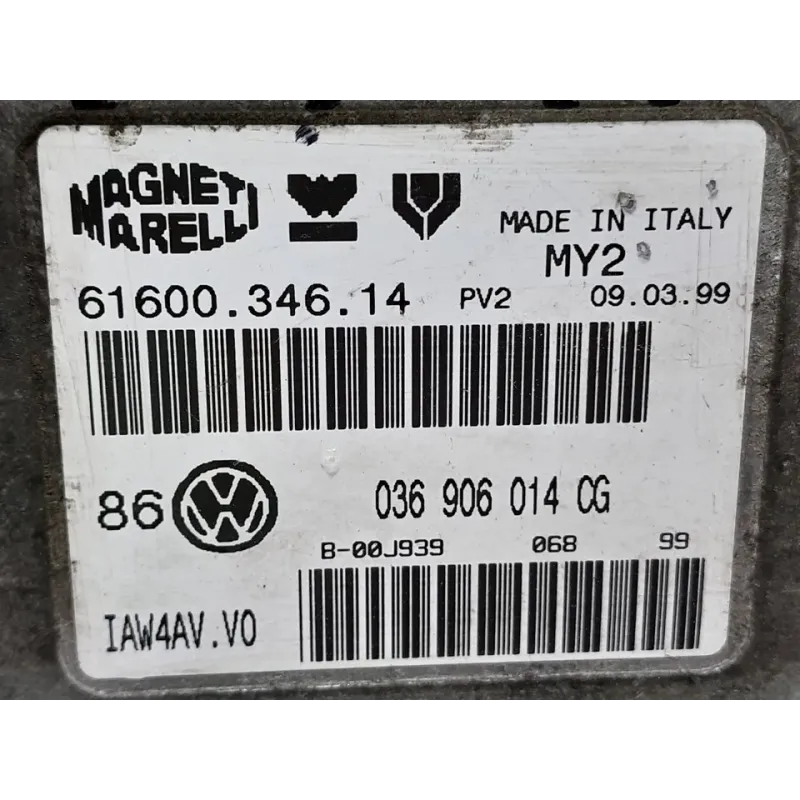 MAGNETI MARELLI
MADE IN ITALY
MY2
61600.346.14 PV2 09.03.99
86 036 906 014 CG
B-00J939 068 99
IAW4AV.V0